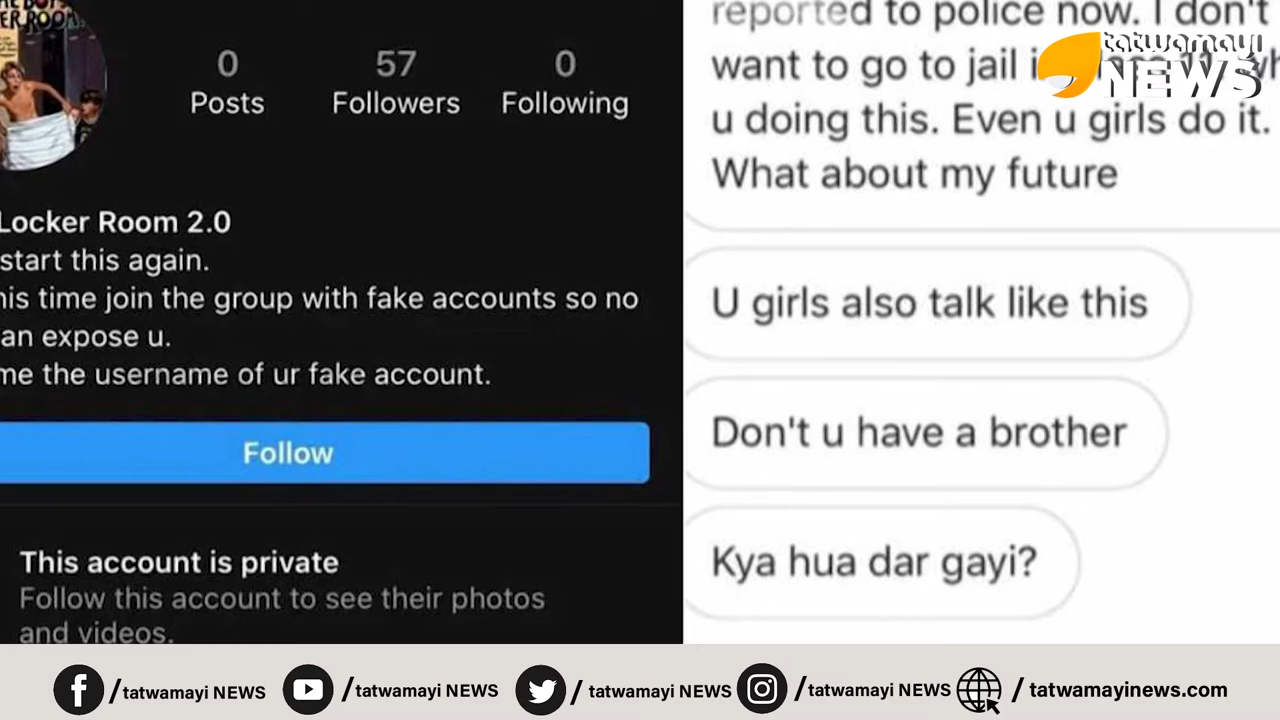 ER ROOM
0
57
0
Posts
Followers
Following
Locker Room 2.0
start this again.
his time join the group with fake accounts so no
an expose u.
me the username of ur fake account.
Follow
This account is private
Follow this account to see their photos
and videos.
reported to police now. I don't
want to go to jail
u doing this. Even u girls do it.
What about my future
U girls also talk like this
Don't u have a brother
Kya hua dar gayi?
tatwamayi
NEWS
/tatwamayi NEWS
/tatwamayi NEWS
/ tatwamayi NEWS
/tatwamayi NEWS
/ tatwamayinews.com